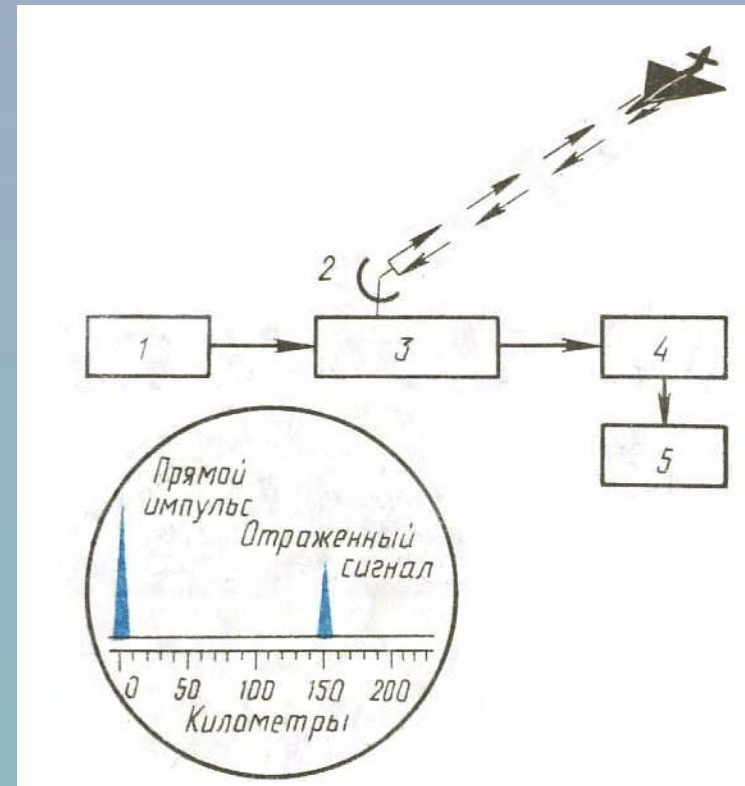 2
1
3
4
5
Прямой
импульс
Отраженный
сигнал
0 50 100 150 200
Километры